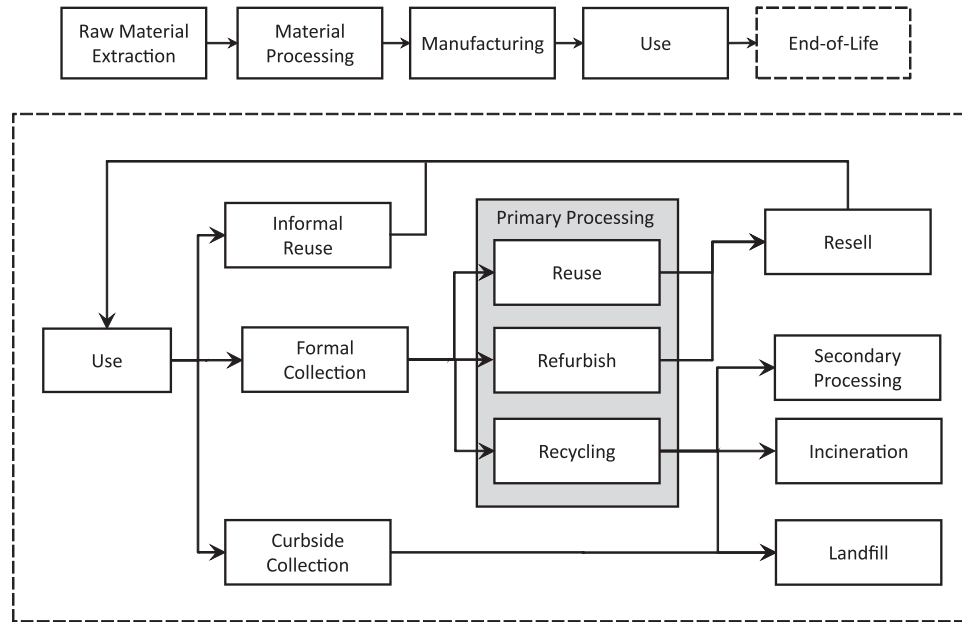 Raw Material
Extraction
Material
Processing
Manufacturing
Use
End-of-Life
Informal
Reuse
Primary Processing
Reuse
Resell
Use
Formal
Collection
Refurbish
Secondary
Processing
Recycling
Incineration
Curbside
Collection
Landfill